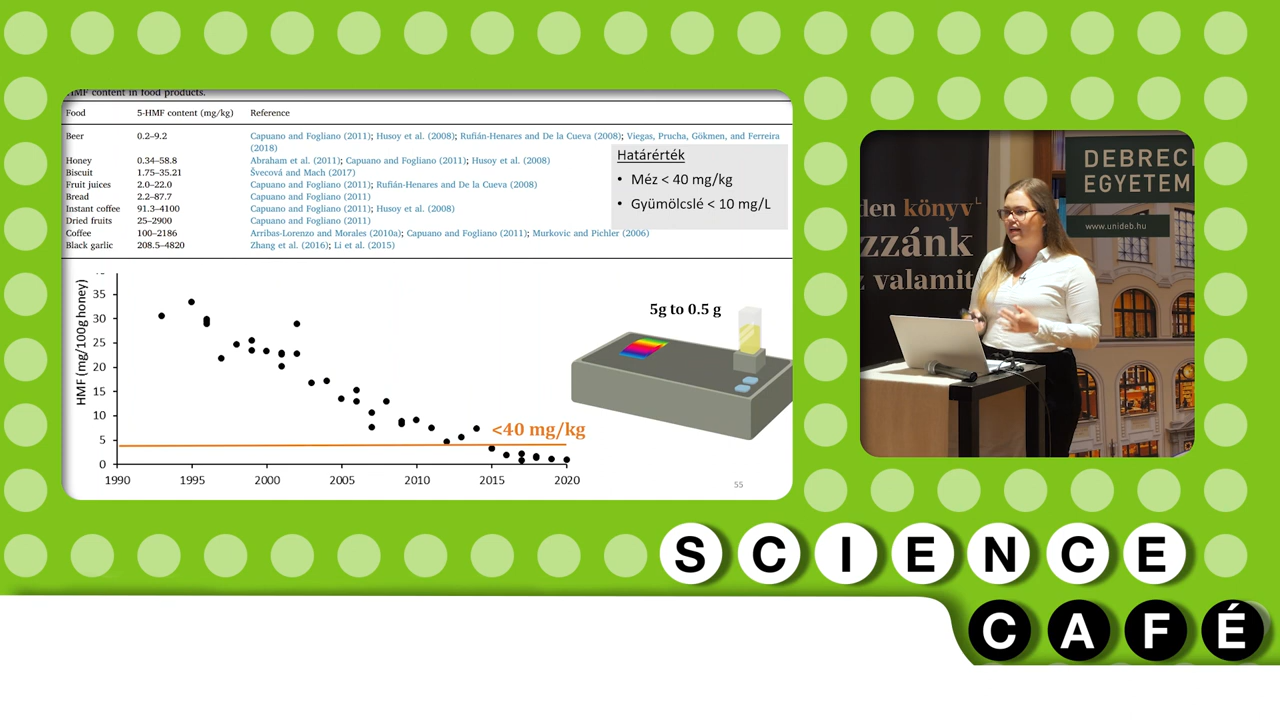 HMF content in food products.
Food 5-HMF content (mg/kg) Reference
Beer 0.2–9.2 Capuano and Fogliano (2011); Husoy et al. (2008); Rufián-Henares and De la Cueva (2008); Viegas, Prucha, Gökmen, and Ferreira
(2018)
Honey 0.34–58.8 Abraham et al. (2011); Capuano and Fogliano (2011); Husoy et al. (2008)
Biscuit 1.75–35.21 Švecová and Mach (2017)
Fruit juices 2.0–22.0 Capuano and Fogliano (2011); Rufián-Henares and De la Cueva (2008)
Bread 2.2–87.7 Capuano and Fogliano (2011)
Instant coffee 91.3–4100 Capuano and Fogliano (2011); Husoy et al. (2008)
Dried fruits 25–2900 Capuano and Fogliano (2011)
Coffee 100–2186 Arribas-Lorenzo and Morales (2010a); Capuano and Fogliano (2011); Murkovic and Pichler (2006)
Black garlic 208.5–4820 Zhang et al. (2016); Li et al. (2015)
Határérték
• Méz < 40 mg/kg
• Gyümölcslé < 10 mg/L
HMF (mg/100g honey)
35
30
25
20
15
10
5
0
1990 1995 2000 2005 2010 2015 2020
<40 mg/kg
5g to 0.5 g
55
den könyv
zzánk
z valamit
DEBREC
EGYETEM
www.unideb.hu
SCIENCE
CAFÉ